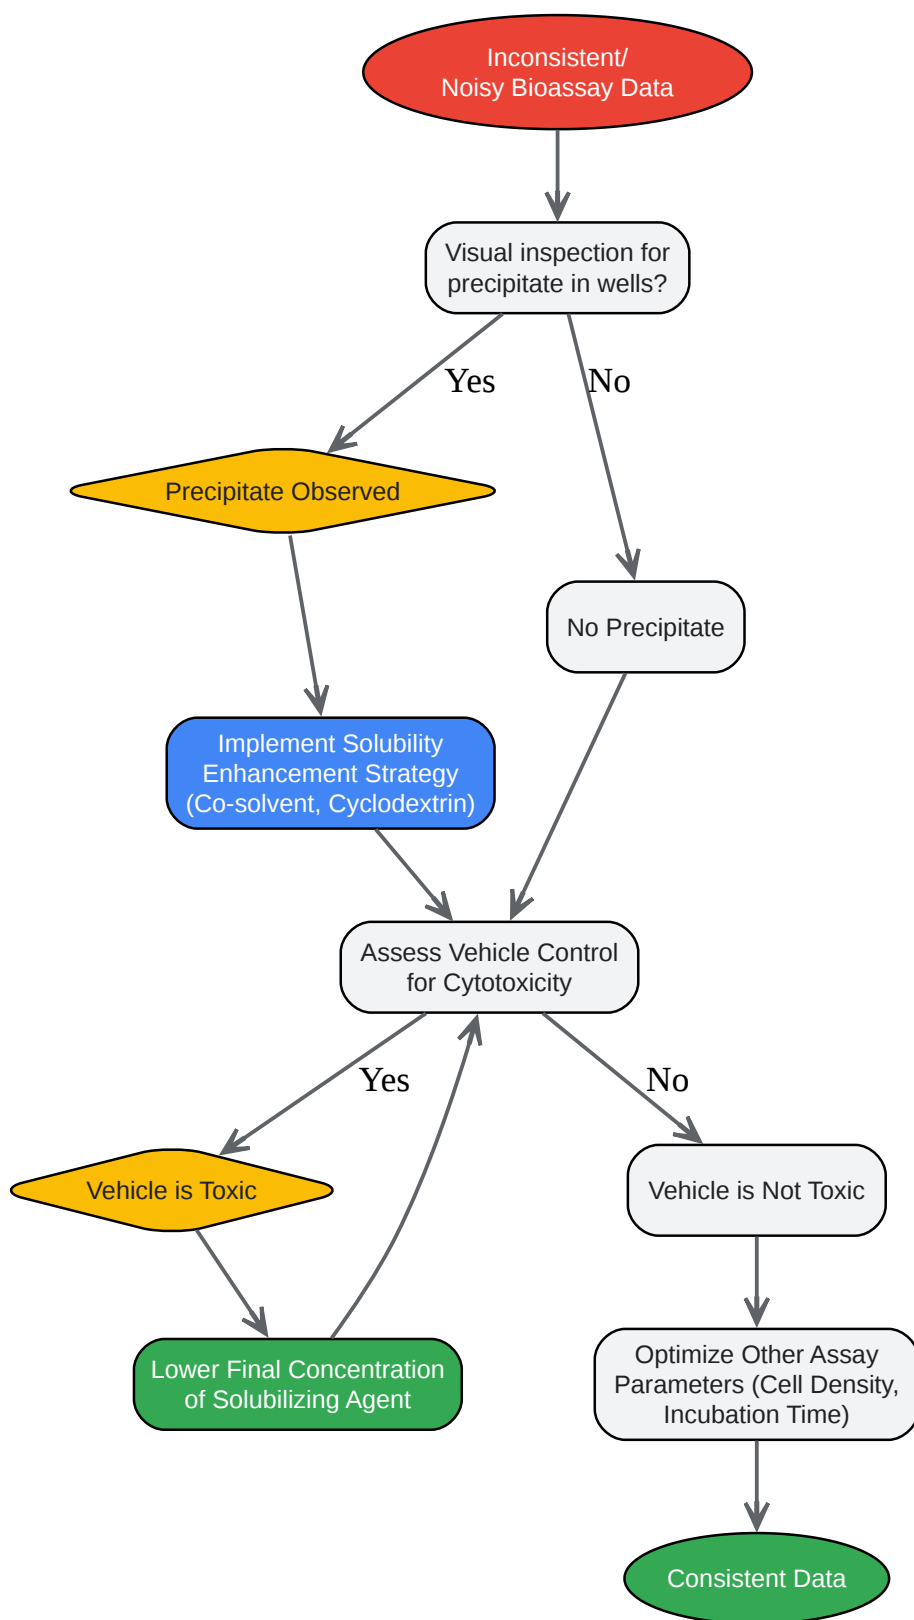 Inconsistent/
Noisy Bioassay Data
Visual inspection for
precipitate in wells?
Yes
No
Precipitate Observed
No Precipitate
Implement Solubility
Enhancement Strategy
(Co-solvent, Cyclodextrin)
Assess Vehicle Control
for Cytotoxicity
Yes
No
Vehicle is Toxic
Vehicle is Not Toxic
Lower Final Concentration
of Solubilizing Agent
Optimize Other Assay
Parameters (Cell Density,
Incubation Time)
Consistent Data